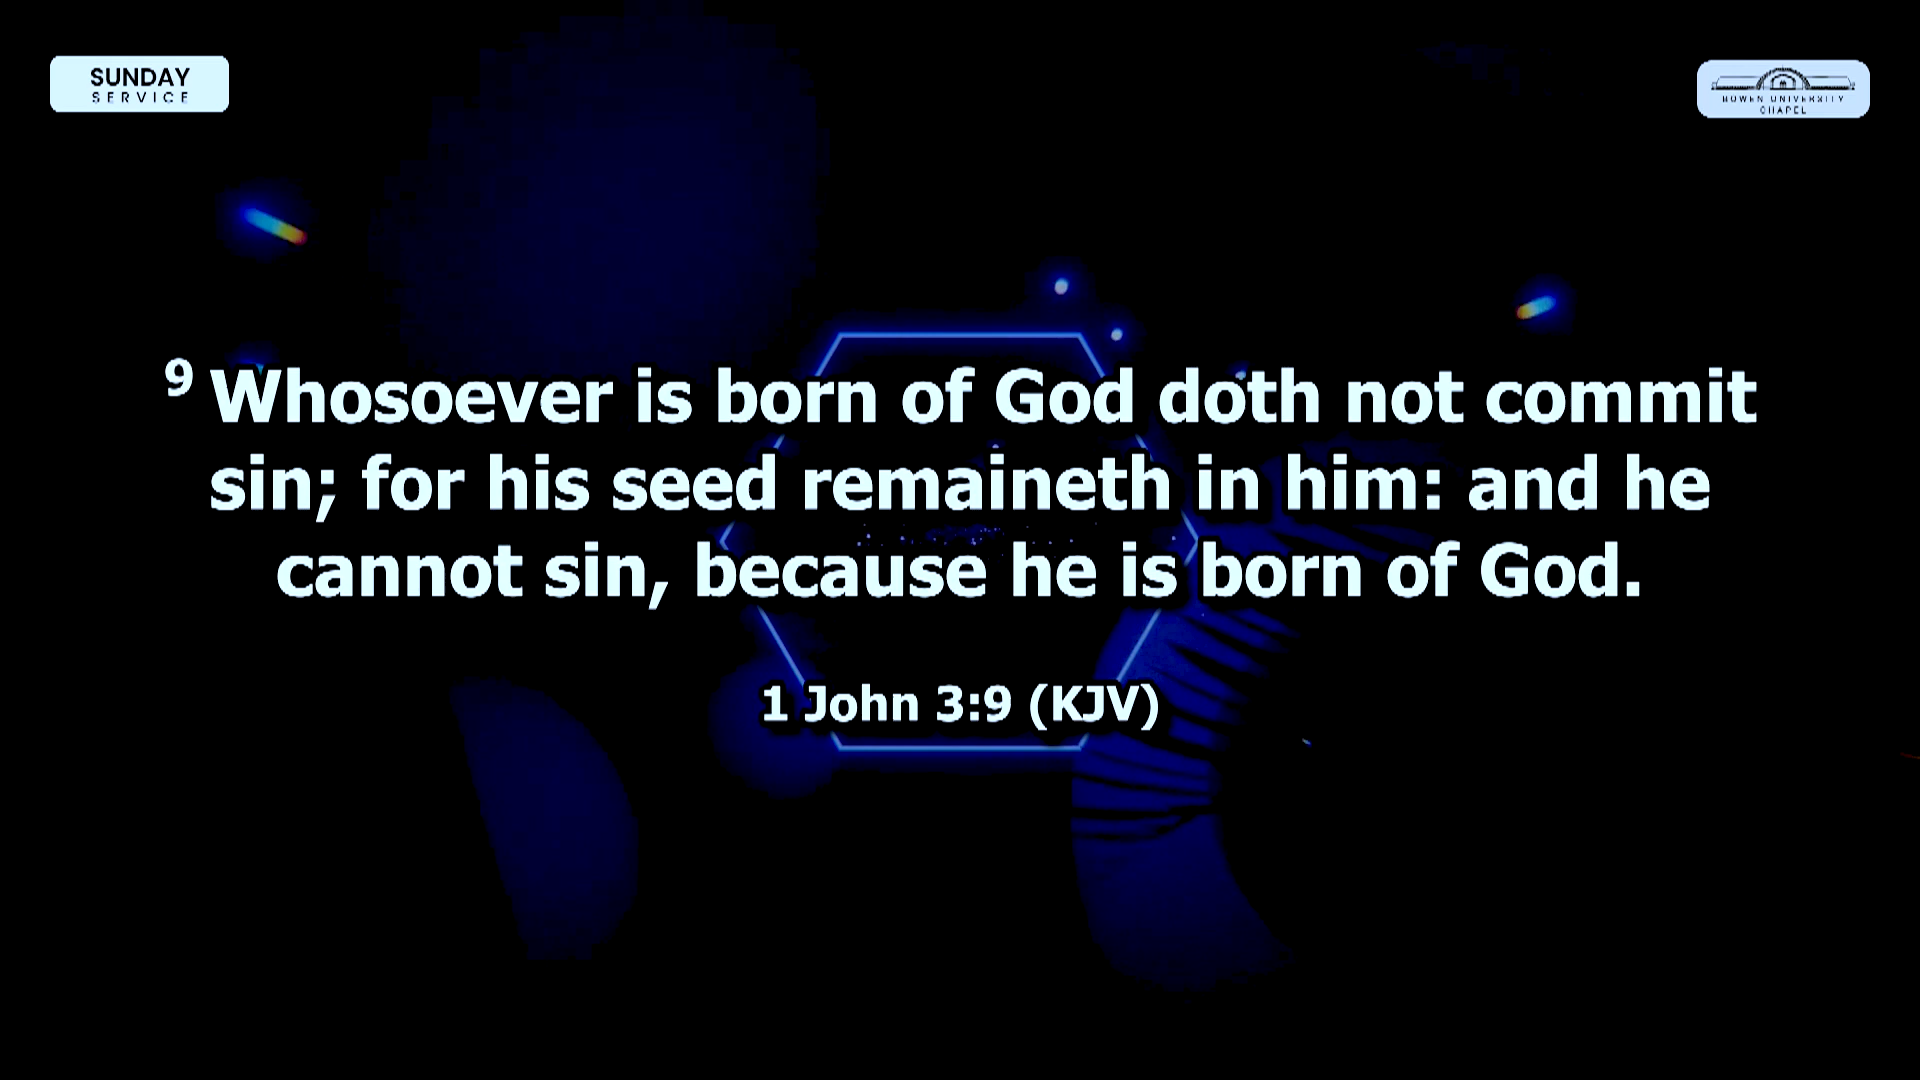 SUNDAY
SERVICE
BOWEN UNIVERSITY
CHAPEL
9 Whosoever is born of God doth not commit
sin; for his seed remaineth in him: and he
cannot sin, because he is born of God.
1 John 3:9 (KJV)